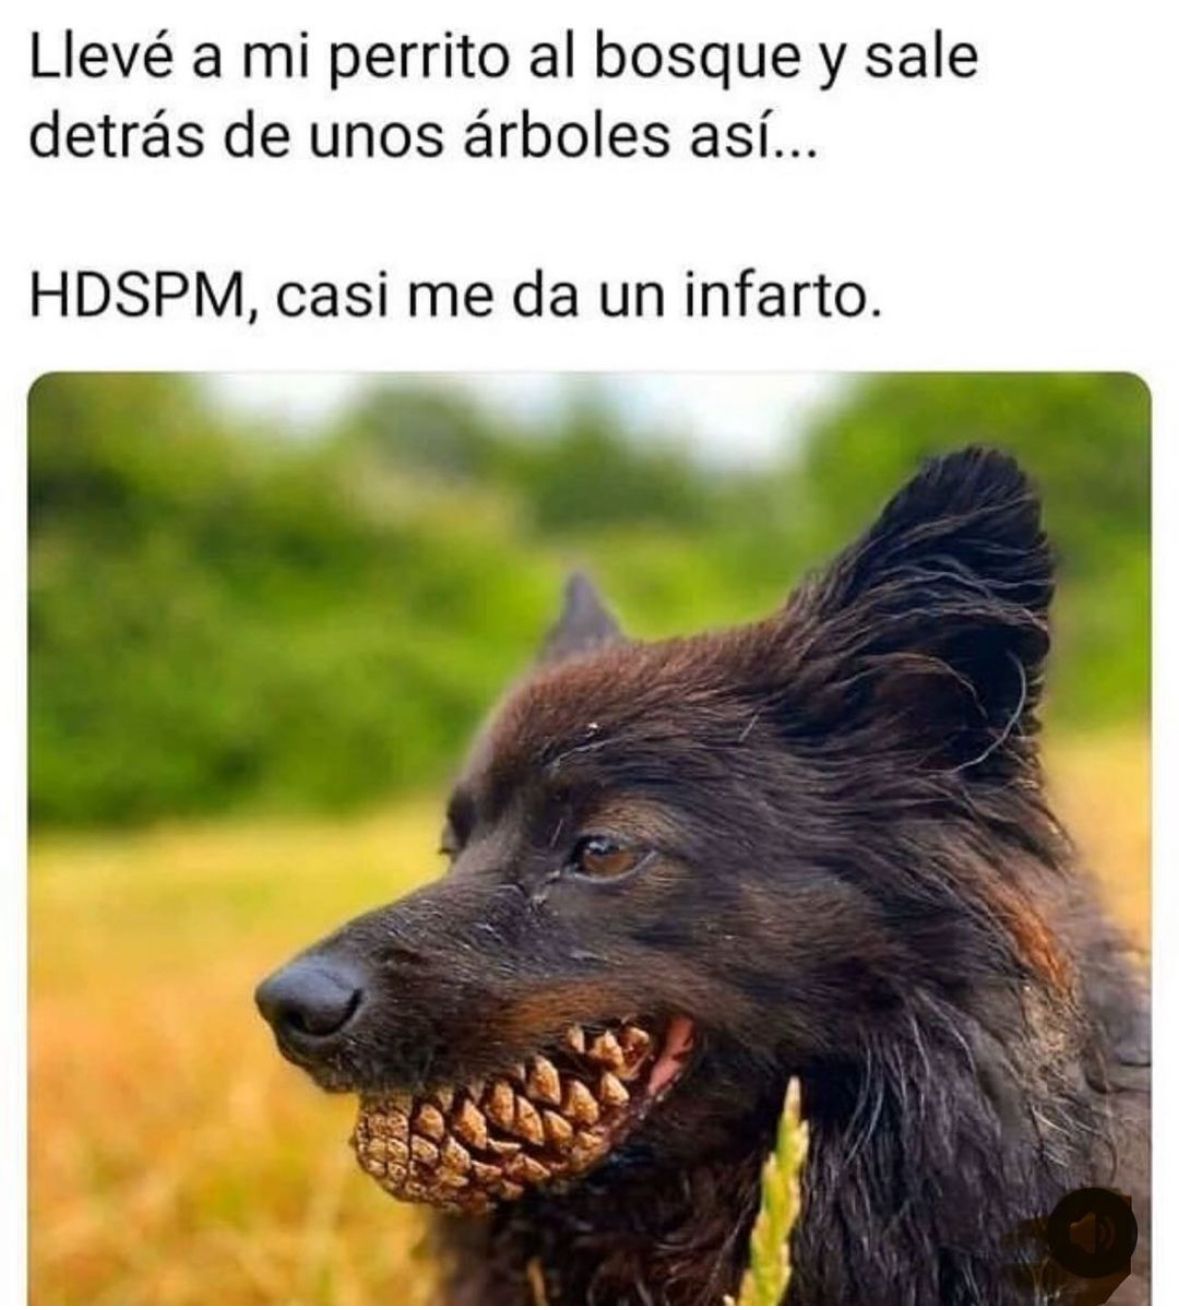 Llevé a mi perrito al bosque y sale
detrás de unos árboles así...
HDSPM, casi me da un infarto.